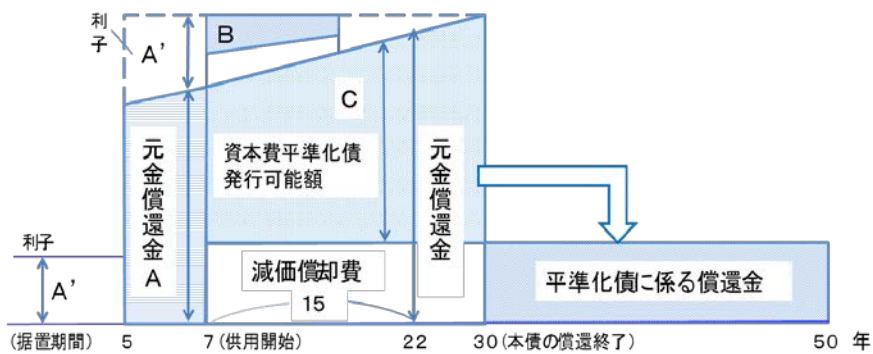 利子
A'
B
C
元金償還金A
資本費平準化債
発行可能額
元金償還金
利子
A'
減価償却費
15
平準化債に係る償還金
(据置期間) 5 7(供用開始) 22 30(本債の償還終了) 50 年